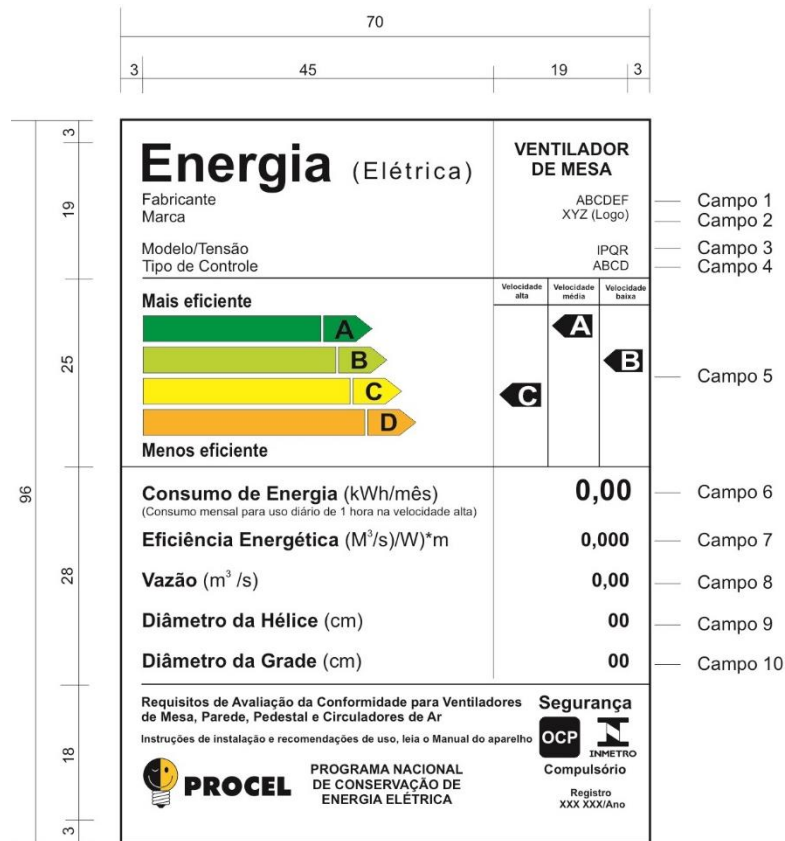 70
3 45 19 3
3
Energia (Elétrica) VENTILADOR
DE MESA
19
Fabricante ABCDEF Campo 1
Marca XYZ (Logo) Campo 2
Modelo/Tensão IPQR Campo 3
Tipo de Controle ABCD Campo 4
Mais eficiente
Velocidade alta Velocidade média Velocidade baixa
A A
B B
25
Campo 5
C C
D
Menos eficiente
96
Consumo de Energia (kWh/mês) 0,00 Campo 6
(Consumo mensal para uso diário de 1 hora na velocidade alta)
Eficiência Energética (M³/s)/W)*m 0,000 Campo 7
28
Vazão (m³ /s) 0,00 Campo 8
Diâmetro da Hélice (cm) 00 Campo 9
Diâmetro da Grade (cm) 00 Campo 10
Requisitos de Avaliação da Conformidade para Ventiladores
de Mesa, Parede, Pedestal e Circuladores de Ar
Instruções de instalação e recomendações de uso, leia o Manual do aparelho
18
PROCEL
PROGRAMA NACIONAL
DE CONSERVAÇÃO DE
ENERGIA ELÉTRICA
Segurança
OCP
INMETRO
Compulsório
Registro
XXX XXX/Ano
3